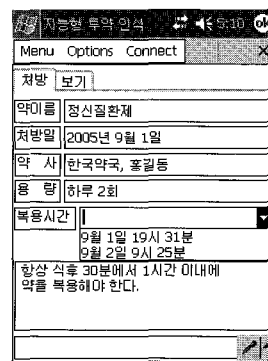 지능형 투약 인식 5:10 ok
Menu Options Connect x
처방 보기
약이름 정신질환제
처방일 2005년 9월 1일
약 사 한국약국, 홍길동
용 량 하루 2회
복용시간
9월 1일 19시 31분
9월 2일 9시 25분
항상 식후 30분에서 1시간 이내에
약를 복용해야 한다.